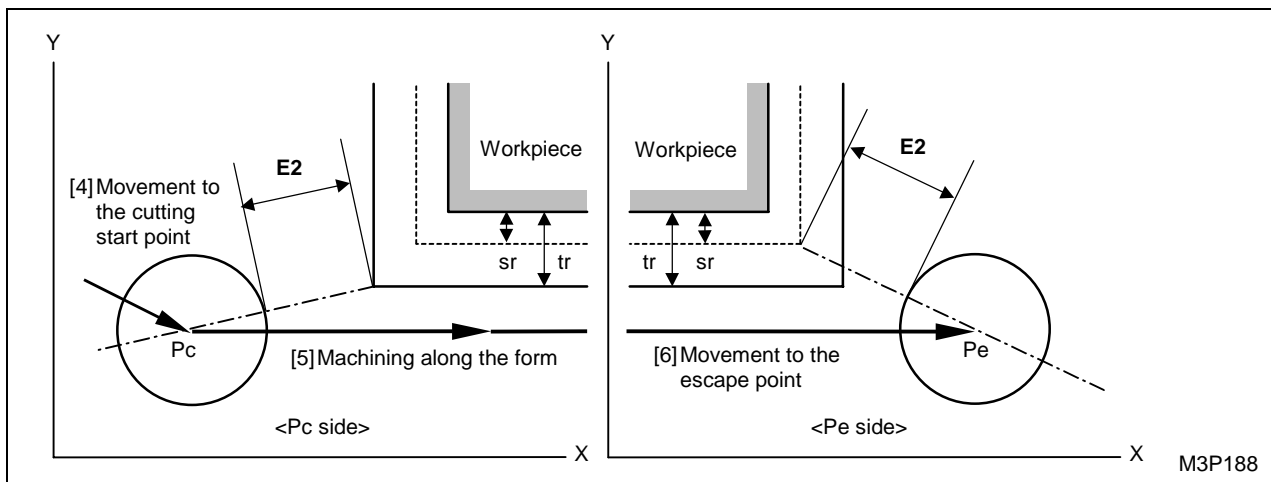 Y
E2
[4] Movement to
the cutting
start point
Workpiece
sr
tr
Pc
[5] Machining along the form
<Pc side>
X
Y
E2
Workpiece
tr
sr
[6] Movement to the
escape point
Pe
<Pe side>
X
M3P188